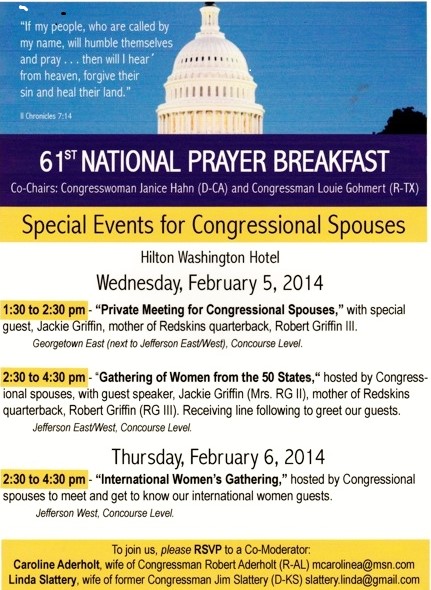 “If my people, who are called by
my name, will humble themselves
and pray . . . then will I hear
from heaven, forgive their
sin and heal their land.”
II Chronicles 7:14
61ST NATIONAL PRAYER BREAKFAST
Co-Chairs: Congresswoman Janice Hahn (D-CA) and Congressman Louie Gohmert (R-TX)
Special Events for Congressional Spouses
Hilton Washington Hotel
Wednesday, February 5, 2014
1:30 to 2:30 pm - “Private Meeting for Congressional Spouses,” with special
guest, Jackie Griffin, mother of Redskins quarterback, Robert Griffin III.
Georgetown East (next to Jefferson East/West), Concourse Level.
2:30 to 4:30 pm - “Gathering of Women from the 50 States,“ hosted by Congress-
ional spouses, with guest speaker, Jackie Griffin (Mrs. RG II), mother of Redskins
quarterback, Robert Griffin (RG III). Receiving line following to greet our guests.
Jefferson East/West, Concourse Level.
Thursday, February 6, 2014
2:30 to 4:30 pm - “International Women’s Gathering,” hosted by Congressional
spouses to meet and get to know our international women guests.
Jefferson West, Concourse Level.
To join us, please RSVP to a Co-Moderator:
Caroline Aderholt, wife of Congressman Robert Aderholt (R-AL) mcarolinea@msn.com
Linda Slattery, wife of former Congressman Jim Slattery (D-KS) slattery.linda@gmail.com